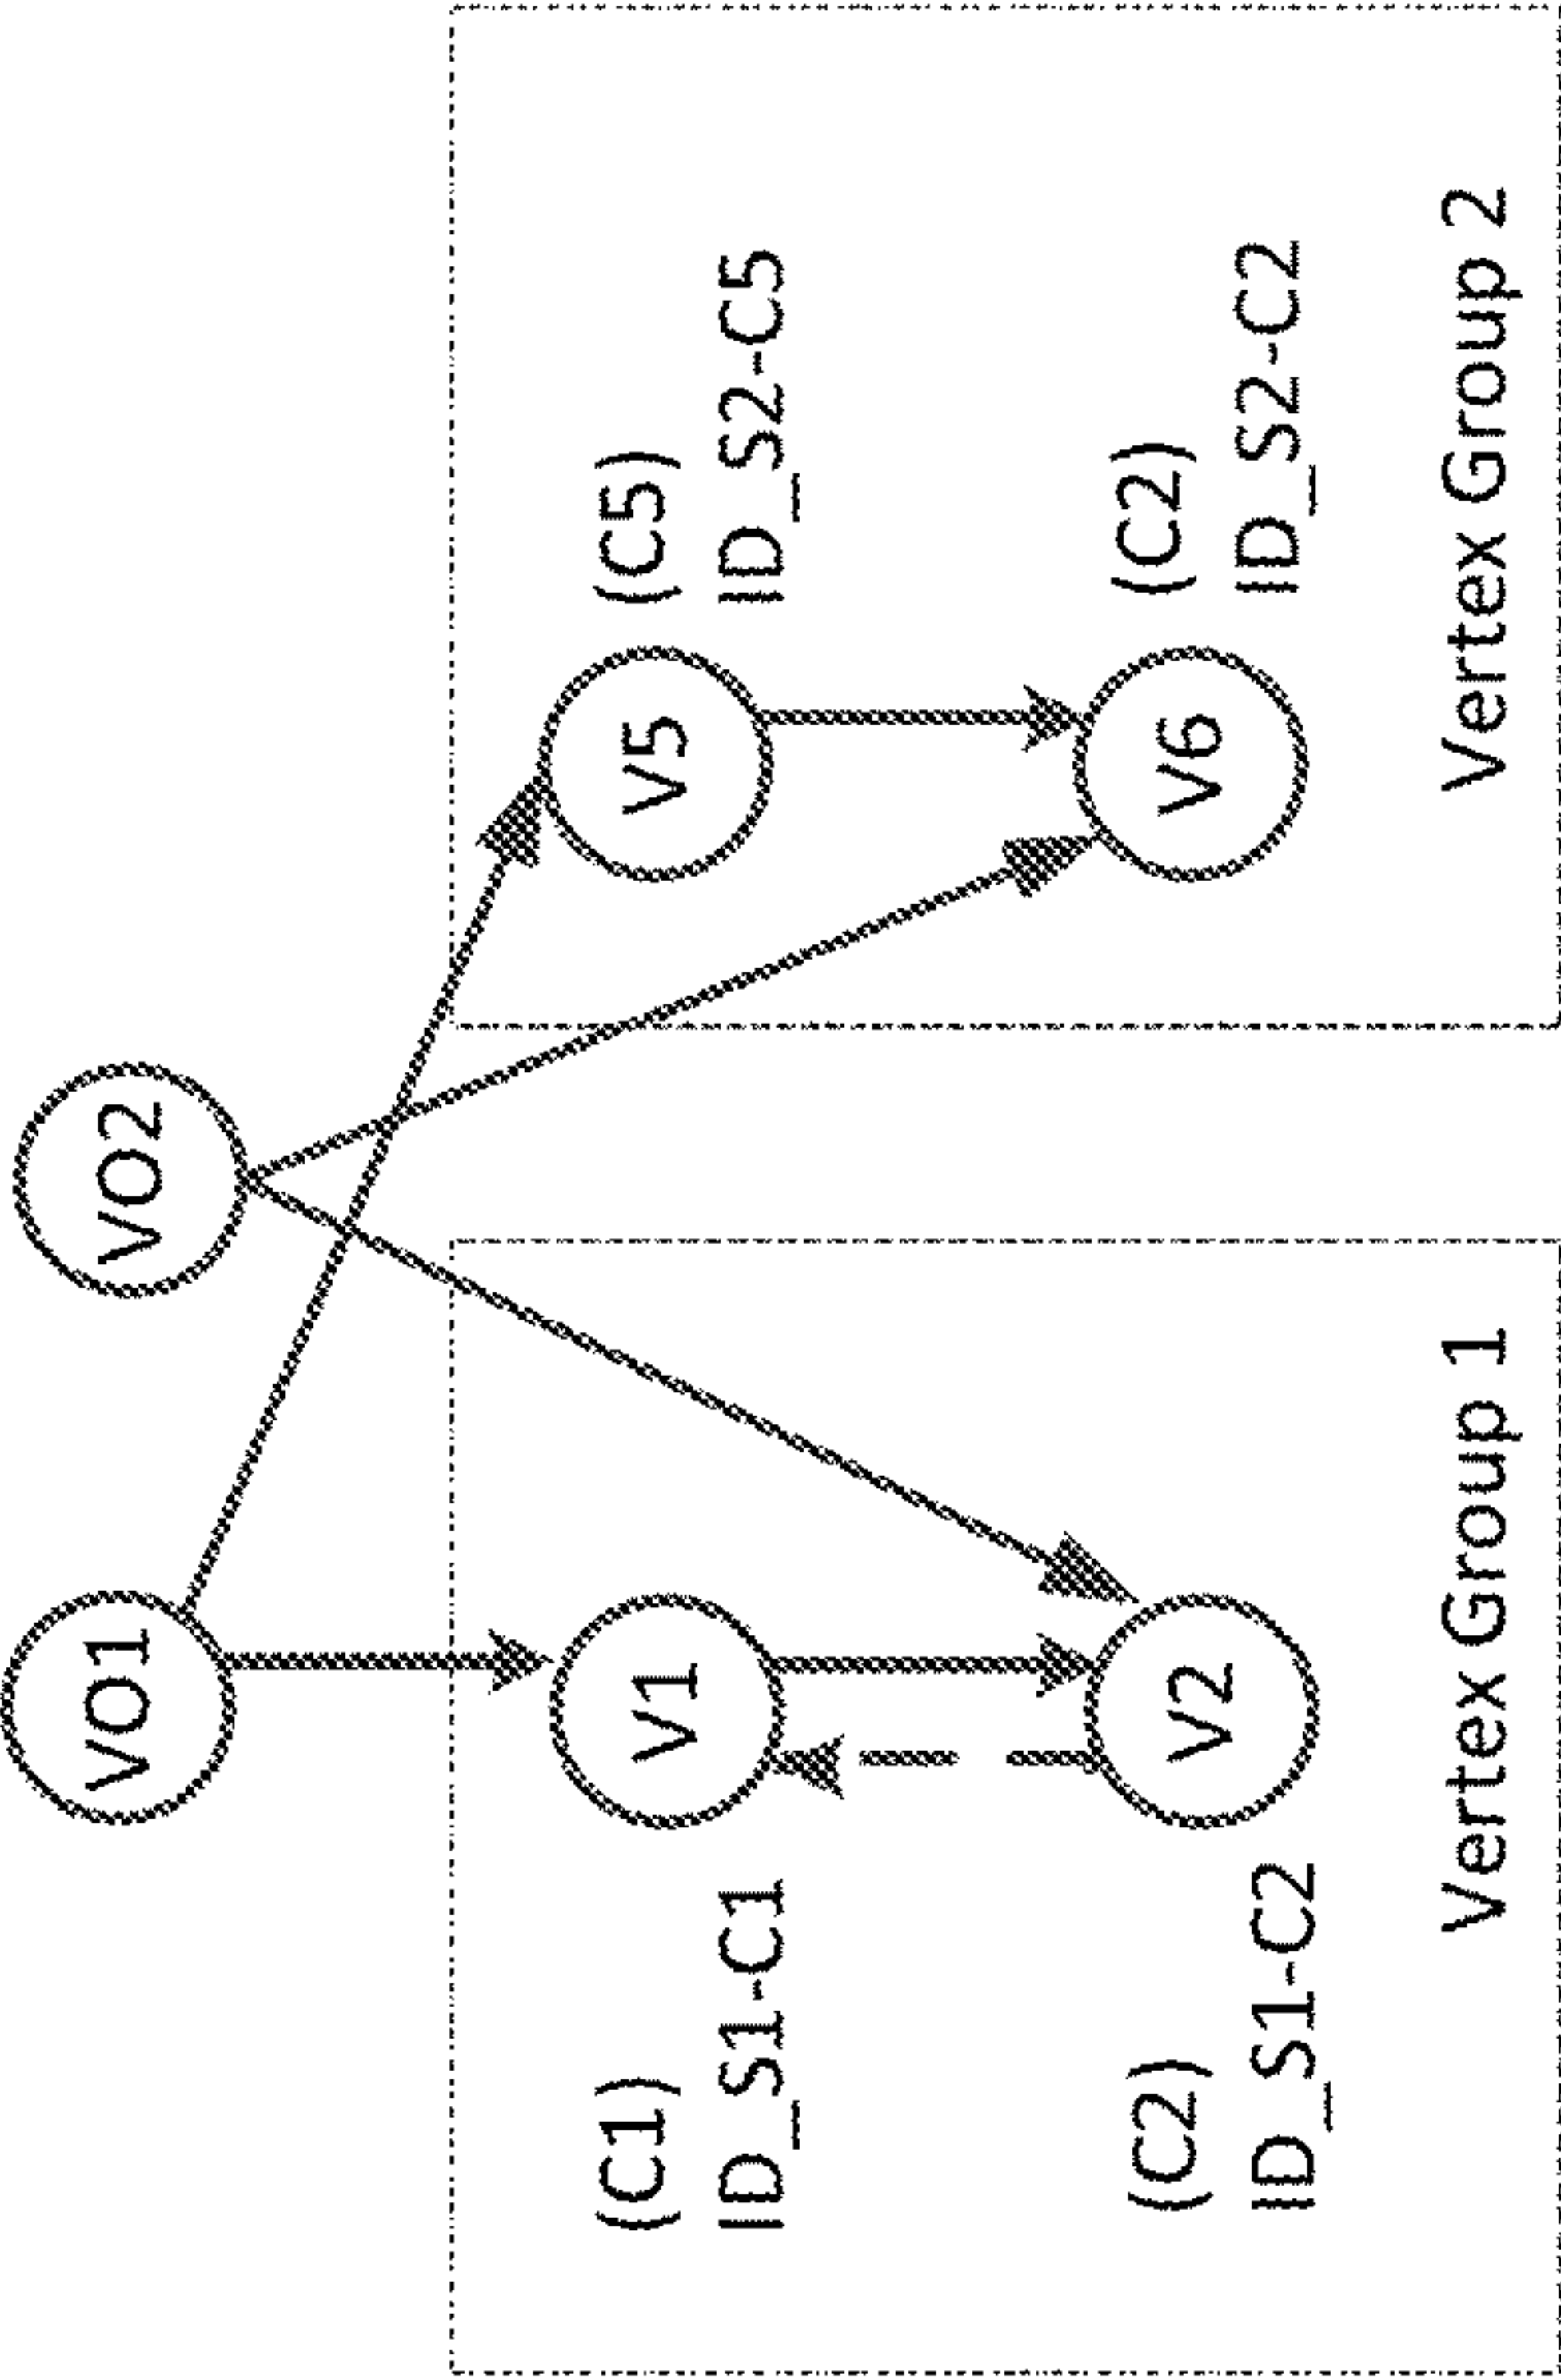 VO1
VO2
(C1)
ID_S1-C1
V1
V5
(C5)
ID_S2-C5
(C2)
ID_S1-C2
V2
V6
(C2)
ID_S2-C2
Vertex Group 1
Vertex Group 2